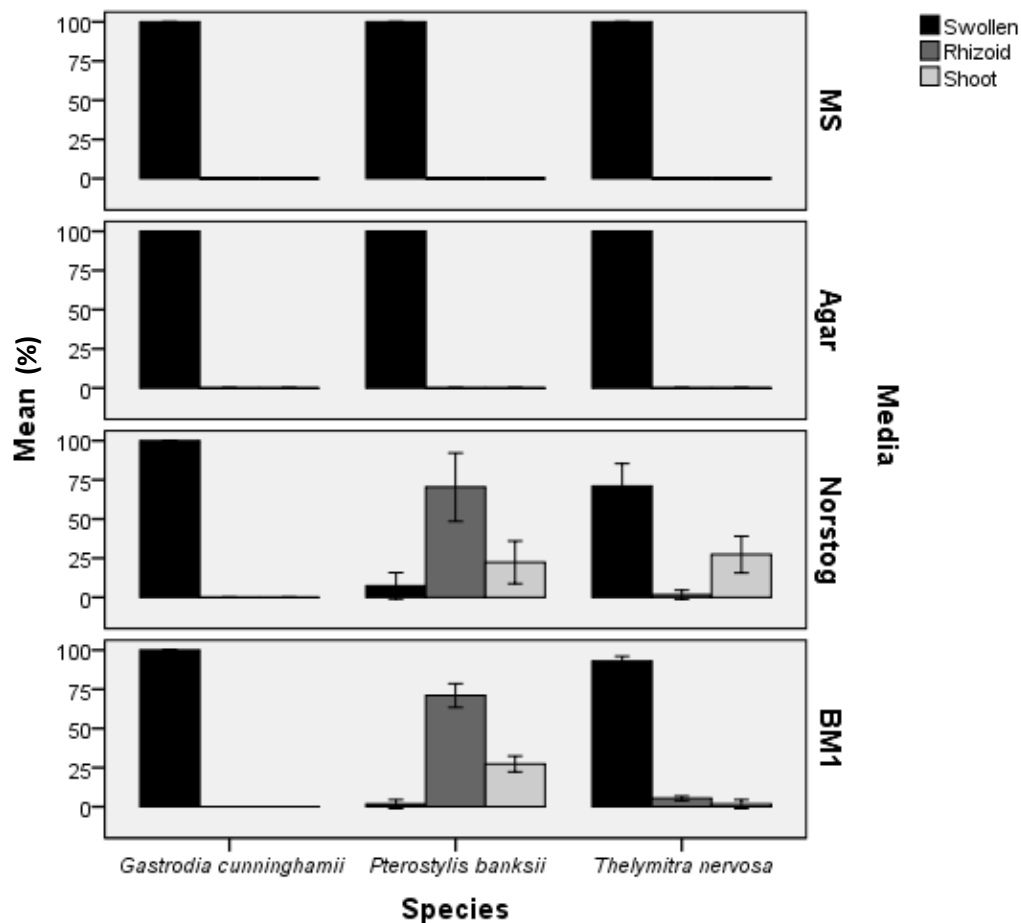 Swollen
Rhizoid
Shoot
Mean (%)
100
75
50
25
0
MS
100
75
50
25
0
Agar
100
75
50
25
0
Norstog
100
75
50
25
0
BM1
Media
Gastrodia cunninghamii Pterostylis banksii Thelymitra nervosa
Species